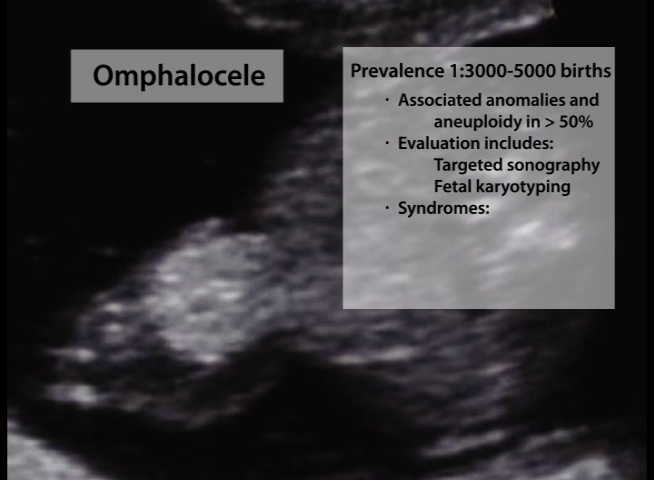 Omphalocele
Prevalence 1:3000-5000 births
· Associated anomalies and
aneuploidy in > 50%
· Evaluation includes:
Targeted sonography
Fetal karyotyping
· Syndromes: